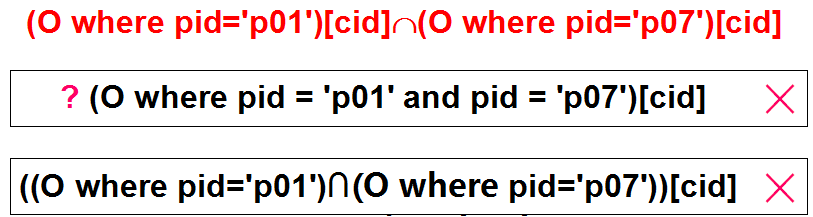 (O where pid='p01')[cid]∩(O where pid='p07')[cid]
? (O where pid = 'p01' and pid = 'p07')[cid] ×
((O where pid='p01')∩(O where pid='p07'))[cid] ×